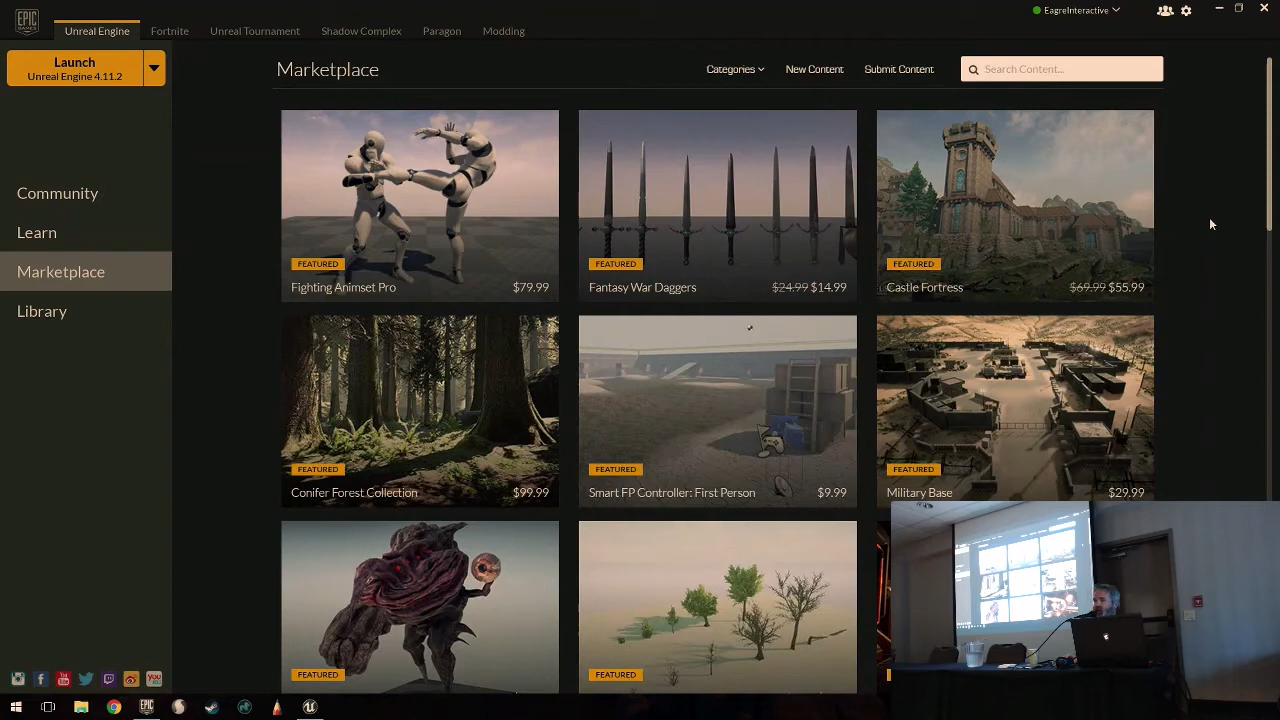 EPIC GAMES
Unreal Engine
Fortnite
Unreal Tournament
Shadow Complex
Paragon
Modding
EagreInteractive
Launch
Unreal Engine 4.11.2
Community
Learn
Marketplace
Library
Marketplace
Categories
New Content
Submit Content
Search Content...
FEATURED
Fighting Animset Pro $79.99
FEATURED
Fantasy War Daggers $24.99 $14.99
FEATURED
Castle Fortress $69.99 $55.99
FEATURED
Conifer Forest Collection $99.99
FEATURED
Smart FP Controller: First Person $9.99
FEATURED
Military Base $29.99
FEATURED
FEATURED
You
EPIC